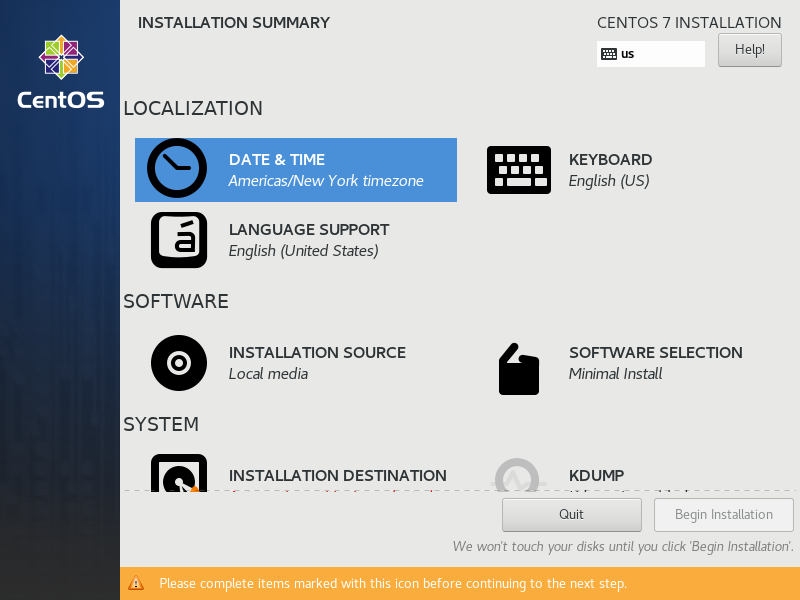 INSTALLATION SUMMARY
CENTOS 7 INSTALLATION
us
Help!
CentOS
LOCALIZATION
DATE & TIME
Americas/New York timezone
KEYBOARD
English (US)
á
LANGUAGE SUPPORT
English (United States)
SOFTWARE
INSTALLATION SOURCE
Local media
SOFTWARE SELECTION
Minimal Install
SYSTEM
INSTALLATION DESTINATION
KDUMP
Quit
Begin Installation
We won't touch your disks until you click 'Begin Installation'.
Please complete items marked with this icon before continuing to the next step.